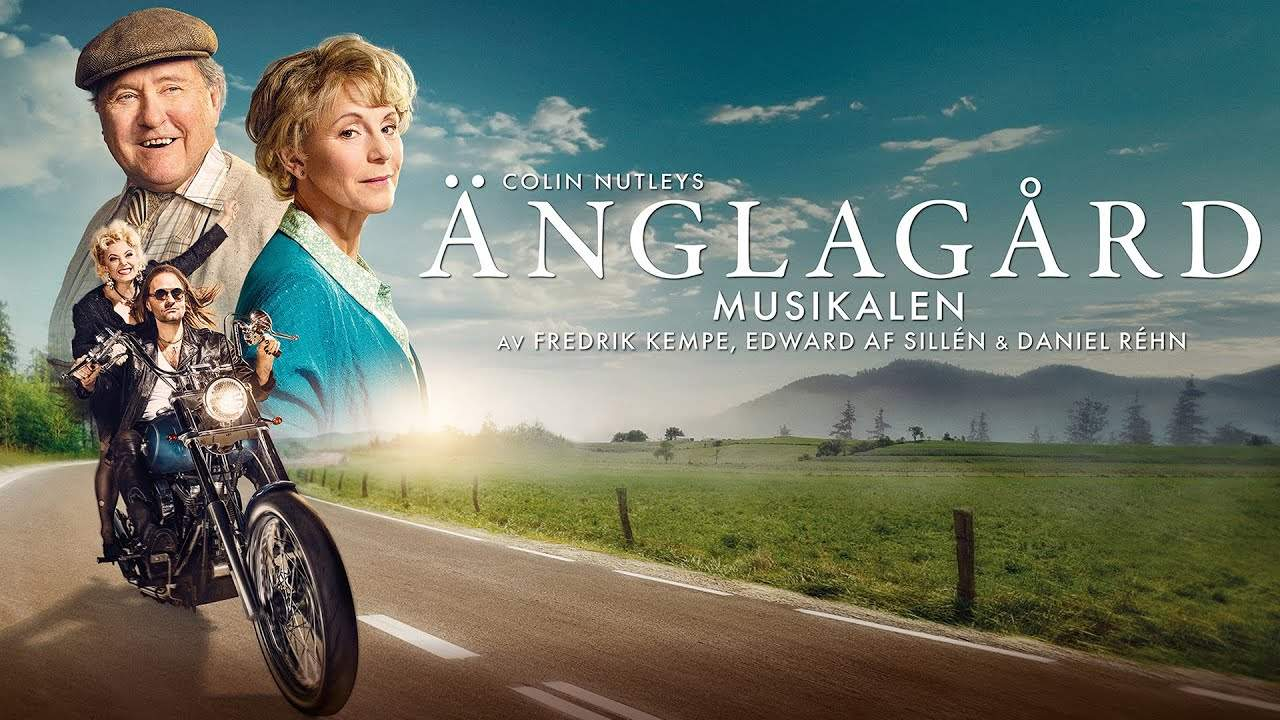 COLIN NUTLEYS
ÄNGLAGÅRD
MUSIKALEN
AV FREDRIK KEMPE, EDWARD AF SILLÉN & DANIEL RÉHN